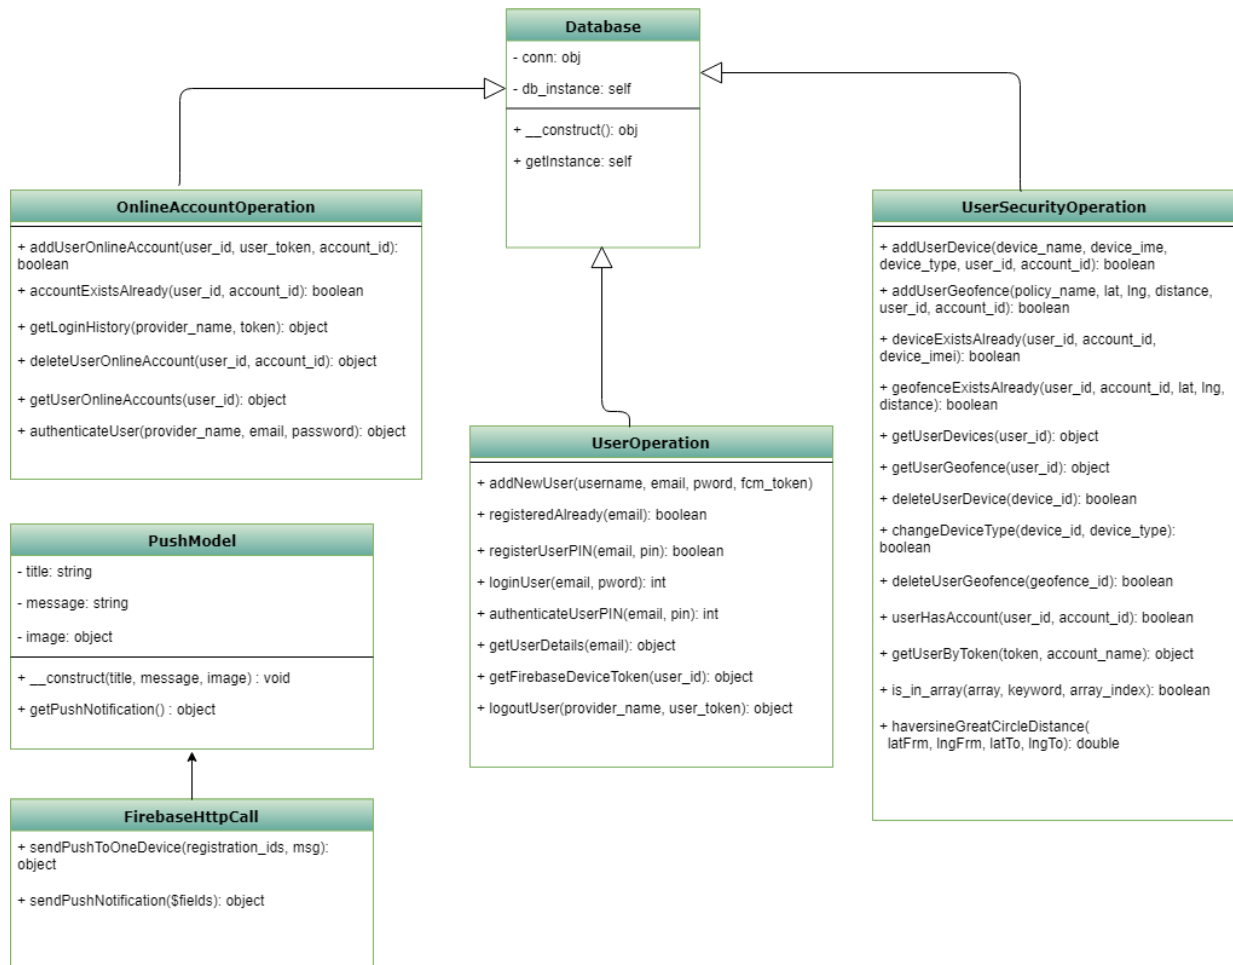 Database
- conn: obj
- db_instance: self
+ __construct(): obj
+ getInstance: self
OnlineAccountOperation
+ addUserOnlineAccount(user_id, user_token, account_id):
boolean
+ accountExistsAlready(user_id, account_id): boolean
+ getLoginHistory(provider_name, token): object
+ deleteUserOnlineAccount(user_id, account_id): object
+ getUserOnlineAccounts(user_id): object
+ authenticateUser(provider_name, email, password): object
UserSecurityOperation
+ addUserDevice(device_name, device_ime,
device_type, user_id, account_id): boolean
+ addUserGeofence(policy_name, lat, lng, distance,
user_id, account_id): boolean
+ deviceExistsAlready(user_id, account_id,
device_imei): boolean
+ geofenceExistsAlready(user_id, account_id, lat, lng,
distance): boolean
+ getUserDevices(user_id): object
+ getUserGeofence(user_id): object
+ deleteUserDevice(device_id): boolean
+ changeDeviceType(device_id, device_type):
boolean
+ deleteUserGeofence(geofence_id): boolean
+ userHasAccount(user_id, account_id): boolean
+ getUserByToken(token, account_name): object
+ is_in_array(array, keyword, array_index): boolean
+ haversineGreatCircleDistance(
latFrm, lngFrm, latTo, lngTo): double
UserOperation
+ addNewUser(username, email, pword, fcm_token)
+ registeredAlready(email): boolean
+ registerUserPIN(email, pin): boolean
+ loginUser(email, pword): int
+ authenticateUserPIN(email, pin): int
+ getUserDetails(email): object
+ getFirebaseDeviceToken(user_id): object
+ logoutUser(provider_name, user_token): object
PushModel
- title: string
- message: string
- image: object
+ __construct(title, message, image) : void
+ getPushNotification() : object
FirebaseHttpCall
+ sendPushToOneDevice(registration_ids, msg):
object
+ sendPushNotification($fields): object